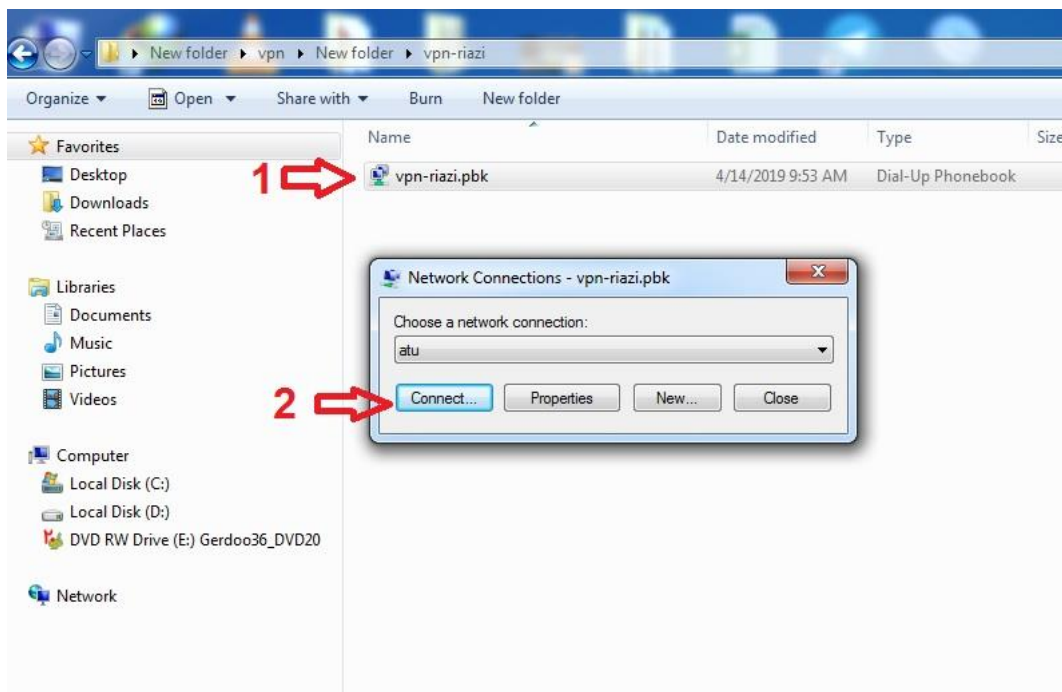 New folder ▸ vpn ▸ New folder ▸ vpn-riazi
Organize Open Share with Burn New folder
Name Date modified Type Size
Favorites
Desktop
Downloads
Recent Places
Libraries
Documents
Music
Pictures
Videos
Computer
Local Disk (C:)
Local Disk (D:)
DVD RW Drive (E:) Gerdoo36_DVD20
Network
1
vpn-riazi.pbk 4/14/2019 9:53 AM Dial-Up Phonebook
Network Connections - vpn-riazi.pbk
Choose a network connection:
atu
2
Connect... Properties New... Close